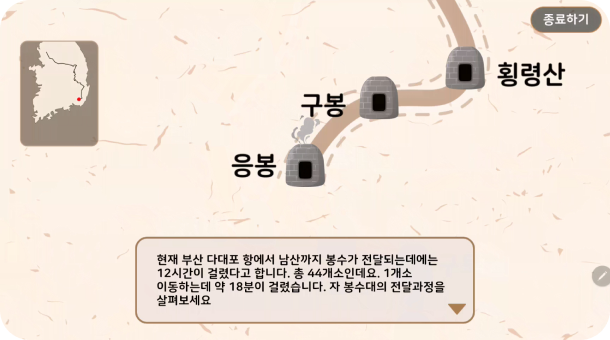 종료하기
횡령산
구봉
응봉
현재 부산 다대포 항에서 남산까지 봉수가 전달되는데에는
12시간이 걸렸다고 합니다. 총 44개소인데요. 1개소
이동하는데 약 18분이 걸렸습니다. 자 봉수대의 전달과정을
살펴보세요